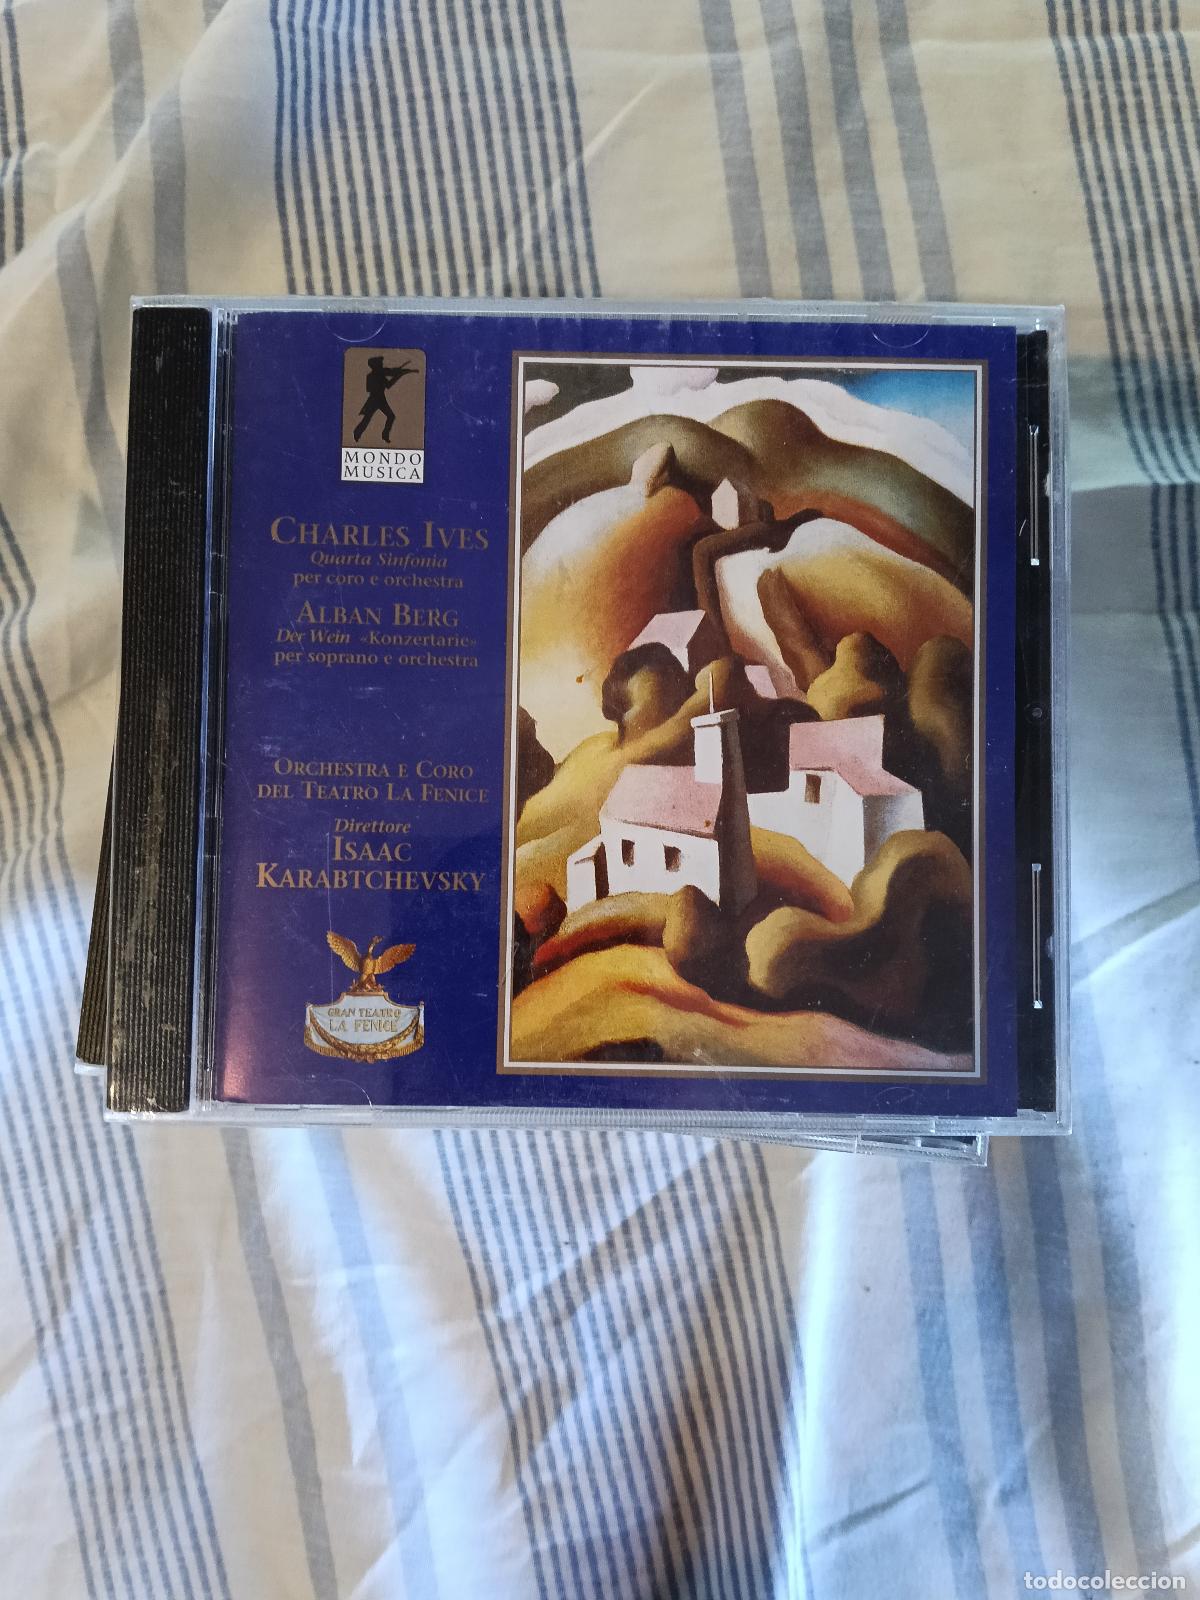 MONDO
MUSICA
CHARLES IVES
Quarta Sinfonia
per coro e orchestra
ALBAN BERG
Der Wein «Konzertarie»
per soprano e orchestra
ORCHESTRA E CORO
DEL TEATRO LA FENICE
Direttore
ISAAC
KARABTCHEVSKY
GRAN TEATRO
LA FENICE
todocoleccion